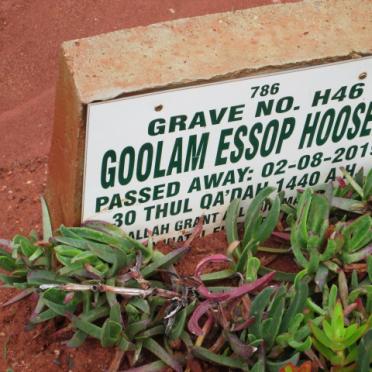 786
GRAVE NO. H46
GOOLAM ESSOP HOOSE
PASSED AWAY: 02-08-201
30 THUL QA'DAH 1440 AH
ALLAH GRANT